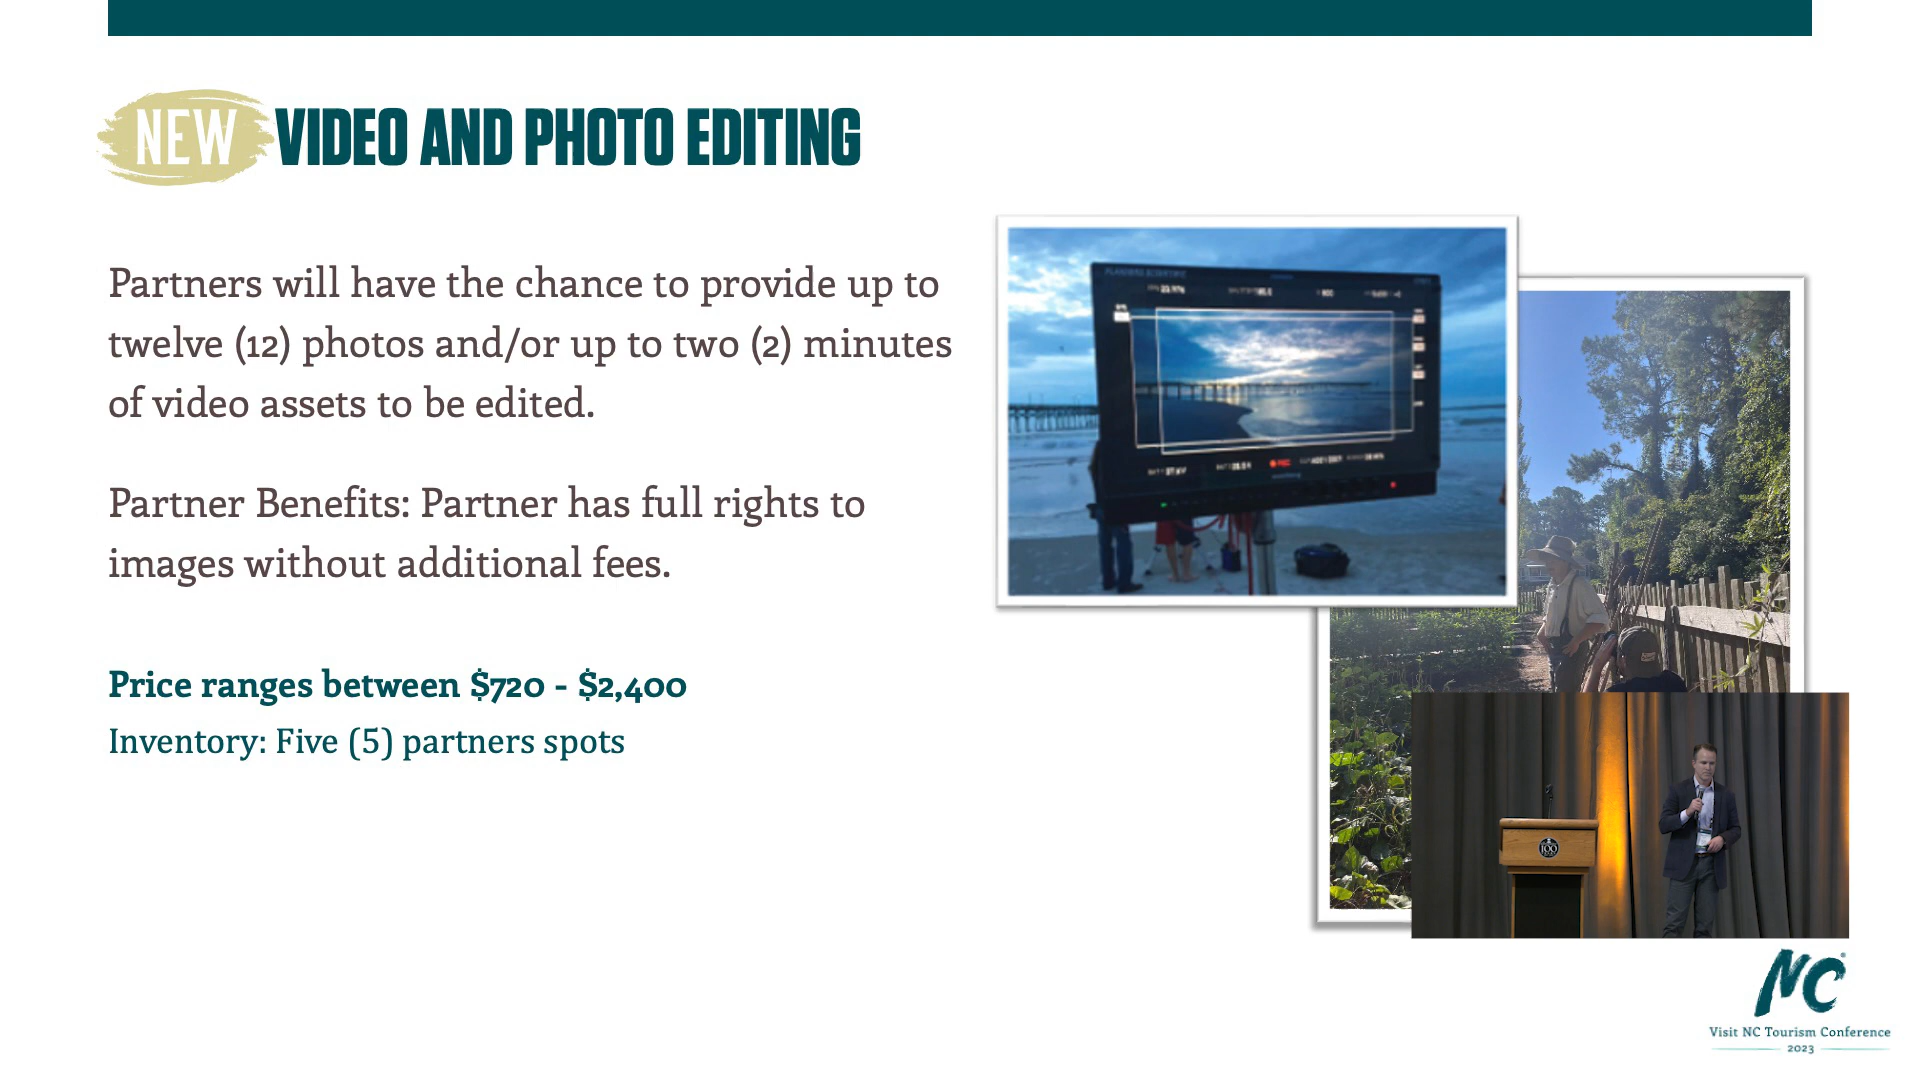 NEW VIDEO AND PHOTO EDITING
Partners will have the chance to provide up to
twelve (12) photos and/or up to two (2) minutes
of video assets to be edited.
Partner Benefits: Partner has full rights to
images without additional fees.
Price ranges between $720 - $2,400
Inventory: Five (5) partners spots
100
NC
Visit NC Tourism Conference
2023